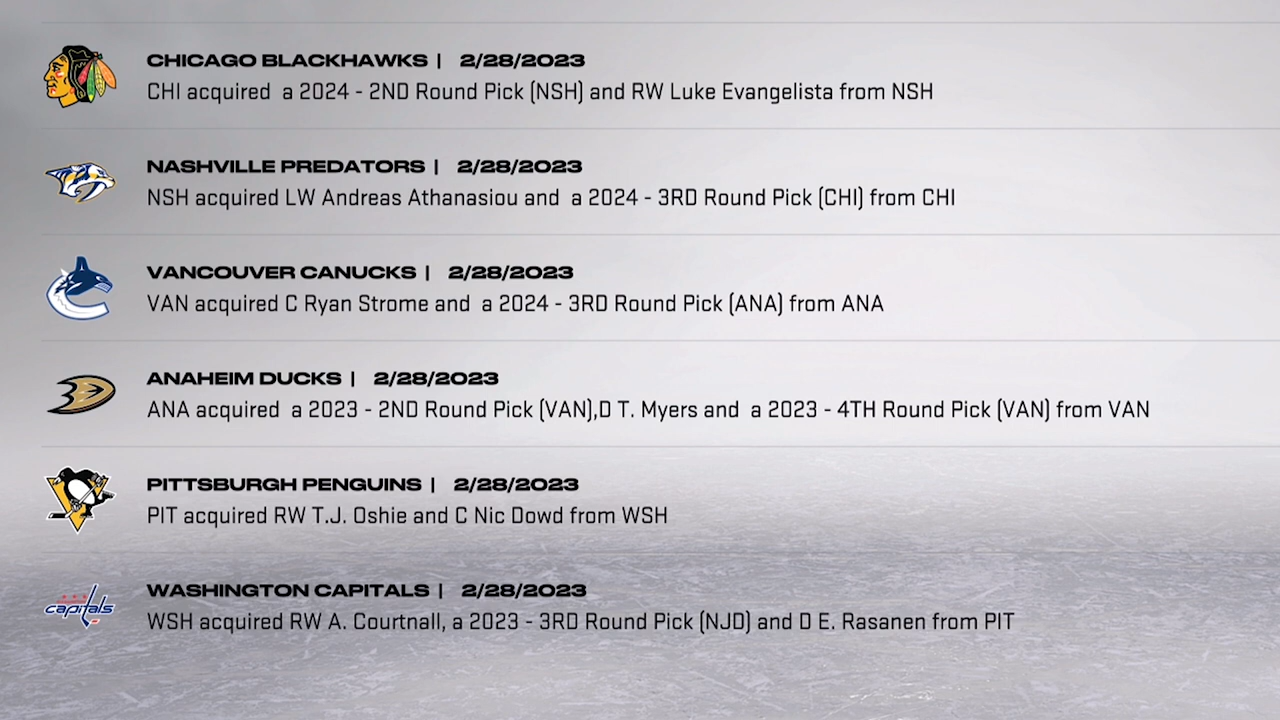 CHICAGO BLACKHAWKS | 2/28/2023
CHI acquired a 2024 - 2ND Round Pick (NSH) and RW Luke Evangelista from NSH
NASHVILLE PREDATORS | 2/28/2023
NSH acquired LW Andreas Athanasiou and a 2024 - 3RD Round Pick (CHI) from CHI
VANCOUVER CANUCKS | 2/28/2023
VAN acquired C Ryan Strome and a 2024 - 3RD Round Pick (ANA) from ANA
ANAHEIM DUCKS | 2/28/2023
ANA acquired a 2023 - 2ND Round Pick (VAN),D T. Myers and a 2023 - 4TH Round Pick (VAN) from VAN
PITTSBURGH PENGUINS | 2/28/2023
PIT acquired RW T.J. Oshie and C Nic Dowd from WSH
WASHINGTON CAPITALS | 2/28/2023
capitals
WSH acquired RW A. Courtnall, a 2023 - 3RD Round Pick (NJD) and D E. Rasanen from PIT